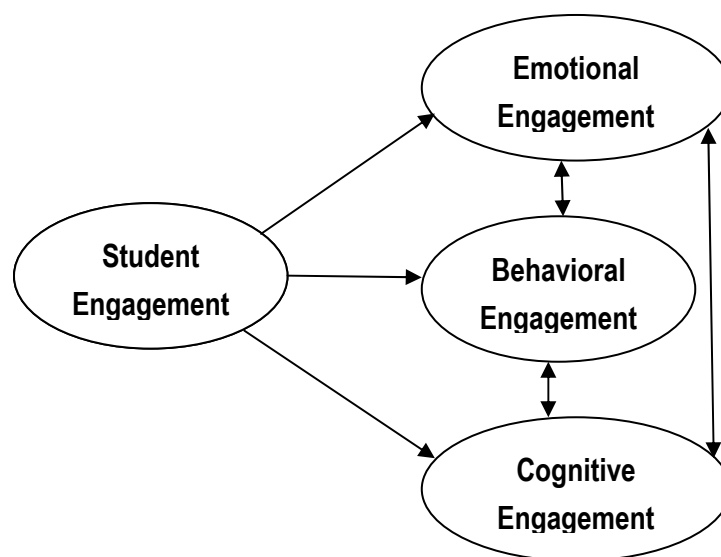 Emotional
Engagement
Student
Engagement
Behavioral
Engagement
Cognitive
Engagement